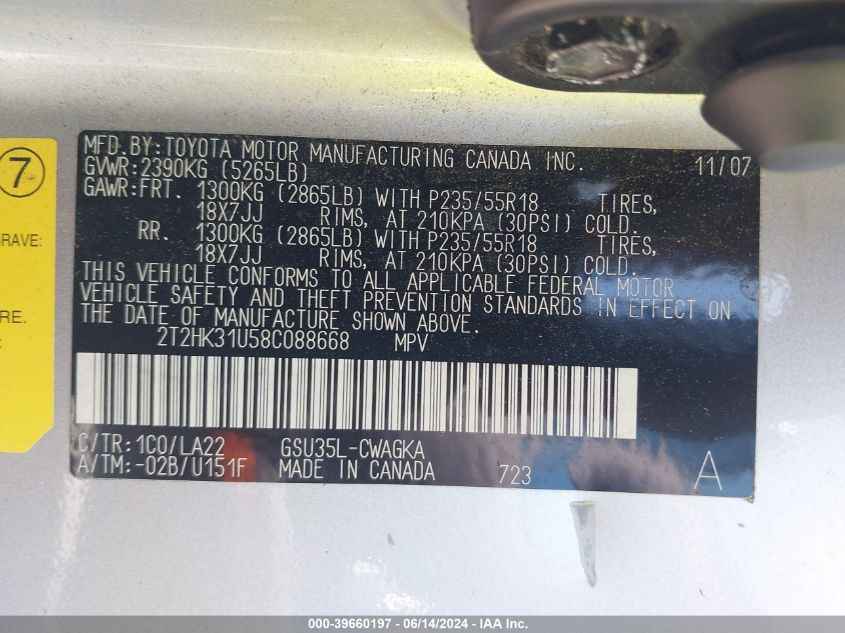 7
GRAVE:
RE,
C
MFD. BY: TOYOTA MOTOR MANUFACTURING CANADA INC. 11/07
GVWR: 2390KG (5265LB)
GAWR: FRT. 1300KG (2865LB) WITH P235/55R18 TIRES,
18X7JJ RIMS, AT 210KPA (30PSI) COLD.
RR. 1300KG (2865LB) WITH P235/55R18 TIRES,
18X7JJ RIMS, AT 210KPA (30PSI) COLD.
THIS VEHICLE CONFORMS TO ALL APPLICABLE FEDERAL MOTOR
VEHICLE SAFETY AND THEFT PREVENTION STANDARDS IN EFFECT ON
THE DATE OF MANUFACTURE SHOWN ABOVE.
2T2HK31U58C088668 MPV
C/TR: 1C0/LA22 GSU35L-CWAGKA
A/TM: -02B/U151F MADE IN CANADA 723 A
000-39660197 - 06/14/2024 - IAA Inc.